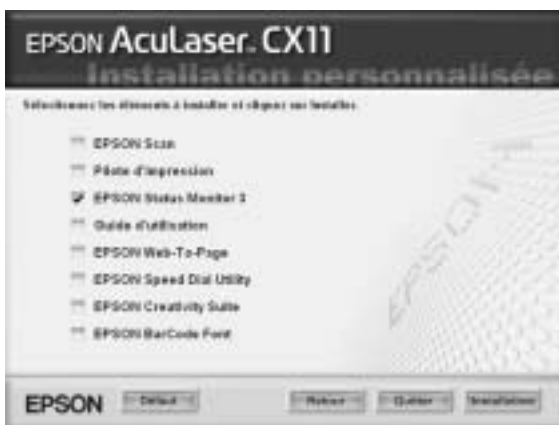 EPSON AcuLaser CX11
Installation personnalisée
Sélectionnez les éléments à installer et cliquez sur Installer.
EPSON Scan
Pilote d'impression
EPSON Status Monitor 3
Guide d'utilisation
EPSON Web-To-Page
EPSON Speed Dial Utility
EPSON Creativity Suite
EPSON BarCode Font
EPSON
EPSON Défaut Retour Quitter Installation